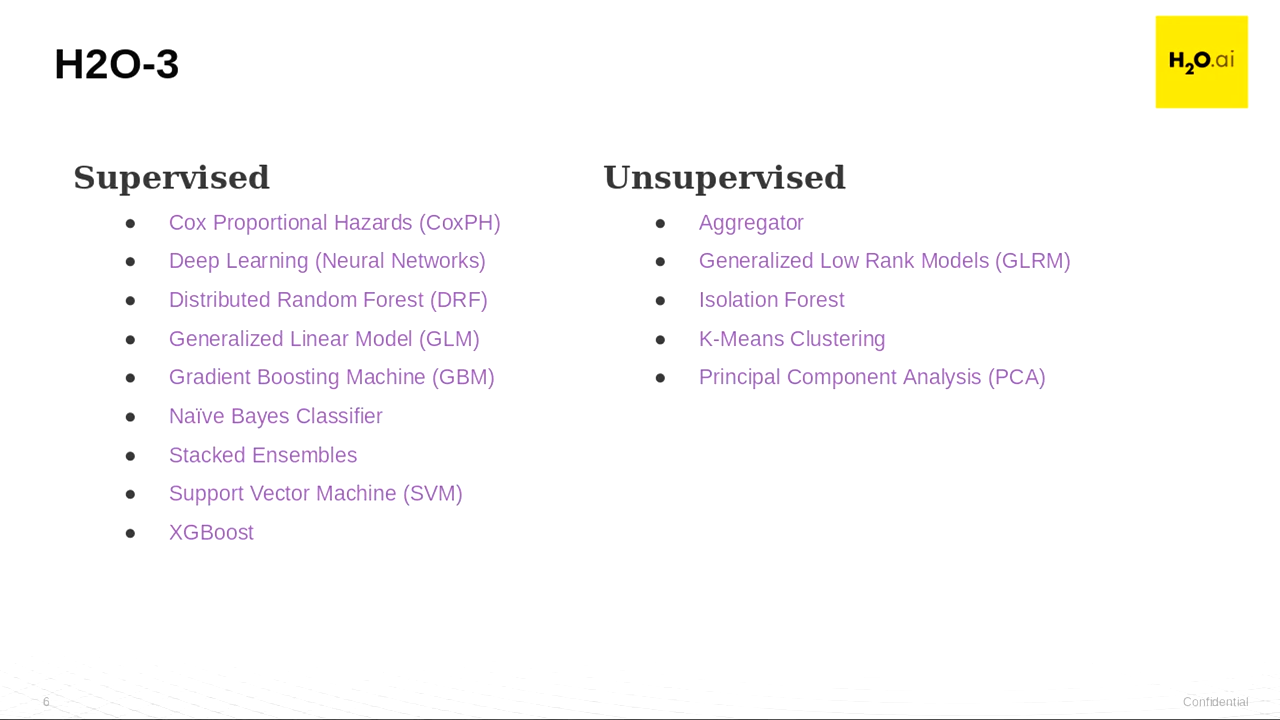 H2O-3
H2O.ai
Supervised
● Cox Proportional Hazards (CoxPH)
● Deep Learning (Neural Networks)
● Distributed Random Forest (DRF)
● Generalized Linear Model (GLM)
● Gradient Boosting Machine (GBM)
● Naïve Bayes Classifier
● Stacked Ensembles
● Support Vector Machine (SVM)
● XGBoost
Unsupervised
● Aggregator
● Generalized Low Rank Models (GLRM)
● Isolation Forest
● K-Means Clustering
● Principal Component Analysis (PCA)
6
Confidential